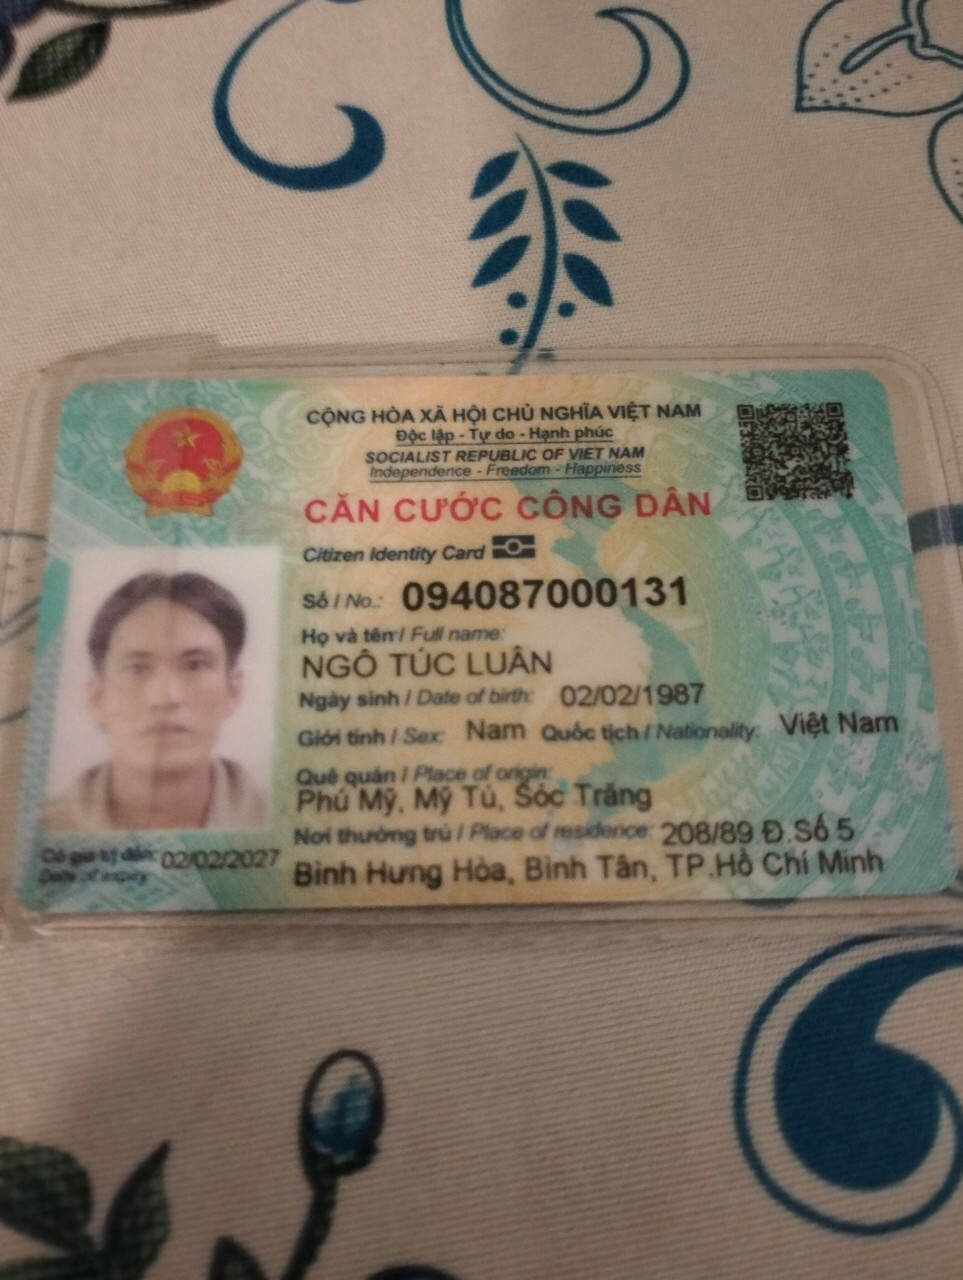 CỘNG HÒA XÃ HỘI CHỦ NGHĨA VIỆT NAM
Độc lập - Tự do - Hạnh phúc
SOCIALIST REPUBLIC OF VIET NAM
Independence - Freedom - Happiness
CĂN CƯỚC CÔNG DÂN
Citizen Identity Card
Số / No.: 094087000131
Họ và tên / Full name:
NGÔ TÚC LUÂN
Ngày sinh / Date of birth: 02/02/1987
Giới tính / Sex: Nam Quốc tịch / Nationality: Việt Nam
Quê quán / Place of origin:
Phú Mỹ, Mỹ Tú, Sóc Trăng
Nơi thường trú / Place of residence: 208/89 Đ.Số 5
Bình Hưng Hòa, Bình Tân, TP.Hồ Chí Minh
Có giá trị đến: 02/02/2027
Date of expiry